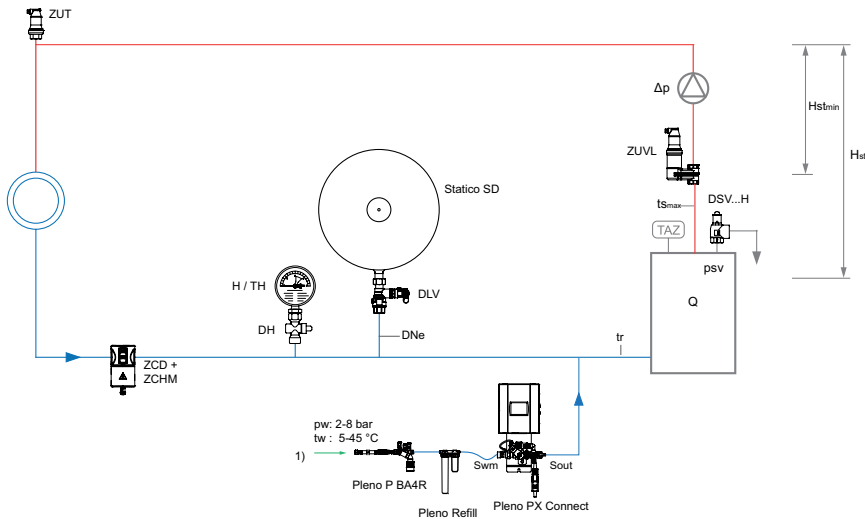 ZUT
Δp
Hstmin
Hst
ZUVL
Statico SD
tsmax
DSV...H
TAZ
psv
H / TH
Q
DLV
DH
DNe
tr
ZCD +
ZCHM
pw: 2-8 bar
tw : 5-45 °C
1)
Swm
Sout
Pleno P BA4R
Pleno PX Connect
Pleno Refill